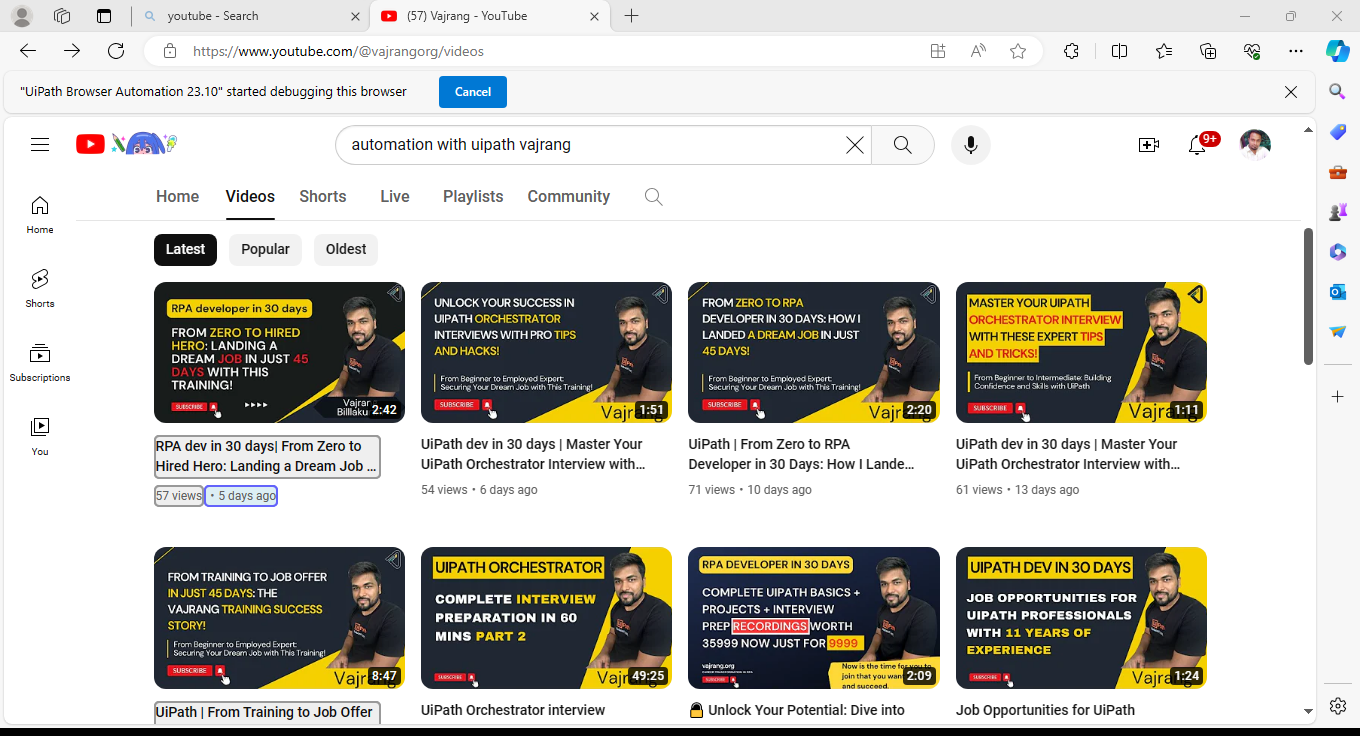 youtube - Search
(57) Vajrang - YouTube
https://www.youtube.com/@vajrangorg/videos
"UiPath Browser Automation 23.10" started debugging this browser
Cancel
automation with uipath vajrang
9+
Home
Videos
Shorts
Live
Playlists
Community
Home
Shorts
Subscriptions
You
Latest
Popular
Oldest
RPA developer in 30 days
FROM ZERO TO HIRED
HERO: LANDING A
DREAM JOB IN JUST 45
DAYS WITH THIS
TRAINING!
SUBSCRIBE
Vajran
Billlaku
2:42
RPA dev in 30 days| From Zero to
Hired Hero: Landing a Dream Job ...
57 views • 5 days ago
UNLOCK YOUR SUCCESS IN
UIPATH ORCHESTRATOR
INTERVIEWS WITH PRO TIPS
AND HACKS!
From Beginner to Employed Expert:
Securing Your Dream Job with This Training!
SUBSCRIBE
Vajrang
1:51
UiPath dev in 30 days | Master Your
UiPath Orchestrator Interview with...
54 views • 6 days ago
FROM ZERO TO RPA
DEVELOPER IN 30 DAYS: HOW I
LANDED A DREAM JOB IN JUST
45 DAYS!
From Beginner to Employed Expert:
Securing Your Dream Job with This Training!
SUBSCRIBE
Vajrang
2:20
UiPath | From Zero to RPA
Developer in 30 Days: How I Lande...
71 views • 10 days ago
MASTER YOUR UIPATH
ORCHESTRATOR INTERVIEW
WITH THESE EXPERT TIPS
AND TRICKS!
From Beginner to Intermediate: Building
Confidence and Skills with UiPath
SUBSCRIBE
Vajrang
1:11
UiPath dev in 30 days | Master Your
UiPath Orchestrator Interview with...
61 views • 13 days ago
FROM TRAINING TO JOB OFFER
IN JUST 45 DAYS: THE
VAJRANG TRAINING SUCCESS
STORY!
From Beginner to Employed Expert:
Securing Your Dream Job with This Training!
SUBSCRIBE
Vajrang
8:47
UiPath | From Training to Job Offer
UIPATH ORCHESTRATOR
COMPLETE INTERVIEW
PREPARATION IN 60
MINS PART 2
SUBSCRIBE
Vajrang
49:25
UiPath Orchestrator interview
RPA DEVELOPER IN 30 DAYS
COMPLETE UIPATH BASICS +
PROJECTS + INTERVIEW
PREP RECORDINGS WORTH
35999 NOW JUST FOR 9999
vajrang.org
SUBSCRIBE
Now is the time for you to
join that you want
and succeed.
2:09
Unlock Your Potential: Dive into
UIPATH DEV IN 30 DAYS
JOB OPPORTUNITIES FOR
UIPATH PROFESSIONALS
WITH 11 YEARS OF
EXPERIENCE
SUBSCRIBE
Vajrang
1:24
Job Opportunities for UiPath